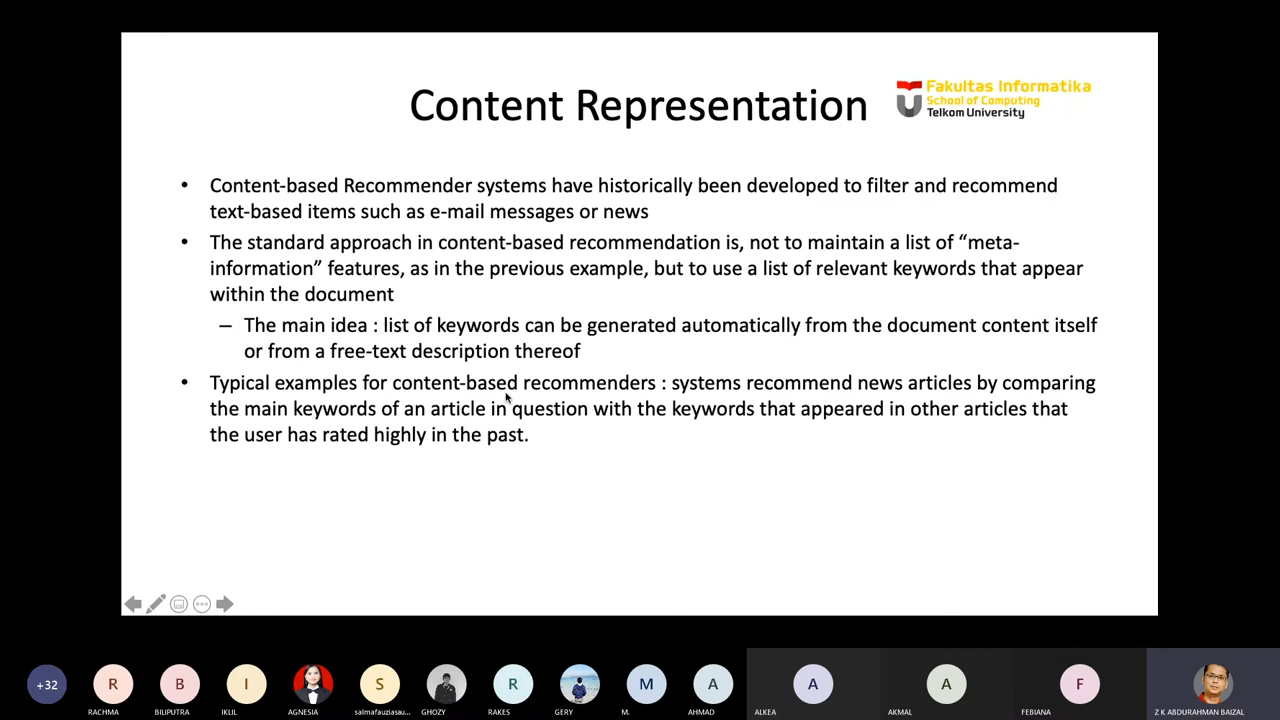 Content Representation
Fakultas Informatika
School of Computing
Telkom University
• Content-based Recommender systems have historically been developed to filter and recommend
text-based items such as e-mail messages or news
• The standard approach in content-based recommendation is, not to maintain a list of “meta-
information” features, as in the previous example, but to use a list of relevant keywords that appear
within the document
– The main idea : list of keywords can be generated automatically from the document content itself
or from a free-text description thereof
• Typical examples for content-based recommenders : systems recommend news articles by comparing
the main keywords of an article in question with the keywords that appeared in other articles that
the user has rated highly in the past.
+32 R B I S R M A A A F
RACHMA BILIPUTRA IKLIL AGNESIA salmafauziasau... GHOZY RAKES GERY M. AHMAD ALKEA AKMAL FEBIANA Z K ABDURAHMAN BAIZAL